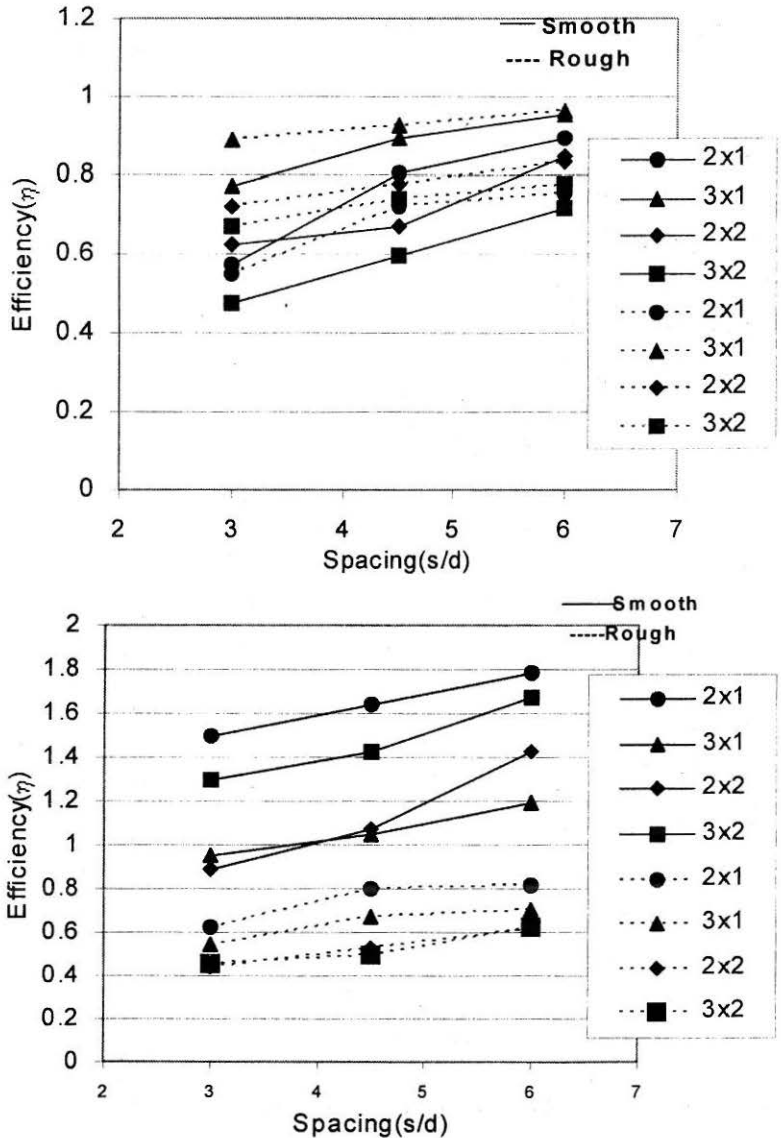 1.2
Smooth
Rough
1
0.8
0.6
0.4
0.2
0
Efficiency(η)
2 3 4 5 6 7
Spacing(s/d)
2x1
3x1
2x2
3x2
2x1
3x1
2x2
3x2
Smooth
Rough
2
1.8
1.6
1.4
1.2
1
0.8
0.6
0.4
0.2
0
Efficiency(η)
2 3 4 5 6 7
Spacing(s/d)
2x1
3x1
2x2
3x2
2x1
3x1
2x2
3x2